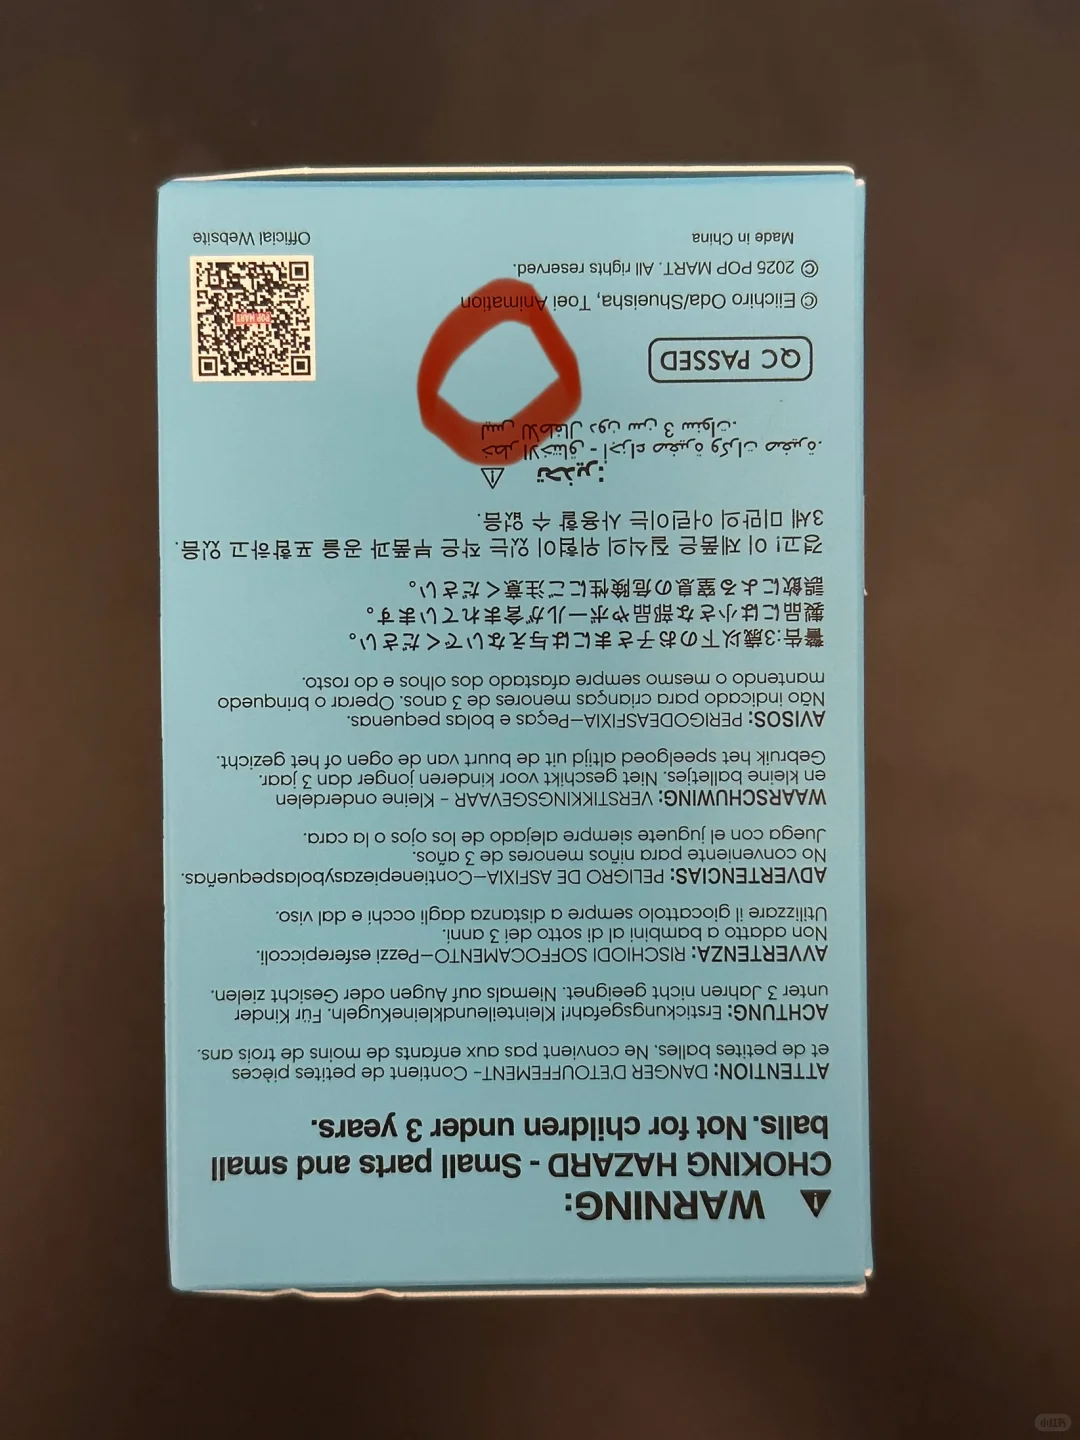 WARNING:
CHOKING HAZARD - Small parts and small
balls. Not for children under 3 years.
ATTENTION: DANGER D'ETOUFFEMENT- Contient de petites pièces
et de petites balles. Ne convient pas aux enfants de moins de trois ans.
ACHTUNG: Erstickungsgefahr! KleinteileundkleineKugeln. Für Kinder
unter 3 Jahren nicht geeignet. Niemals auf Augen oder Gesicht zielen.
AVVERTENZA: RISCHIODI SOFFOCAMENTO—Pezzi esferepiccoli.
Non adatto a bambini al di sotto dei 3 anni.
Utilizzare il giocattolo sempre a distanza dagli occhi e dal viso.
ADVERTENCIAS: PELIGRO DE ASFIXIA—Contienepiezasybolaspequeñas.
No conveniente para niños menores de 3 años.
Juega con el juguete siempre alejado de los ojos o la cara.
WAARSCHUWING: VERSTIKKINGSGEVAAR - Kleine onderdelen
en kleine balletjes. Niet geschikt voor kinderen jonger dan 3 jaar.
Gebruik het speelgoed altijd uit de buurt van de ogen of het gezicht.
AVISOS: PERIGODEASFIXIA—Peças e bolas pequenas.
Não indicado para crianças menores de 3 anos. Operar o brinquedo
mantendo o mesmo sempre afastado dos olhos e do rosto.
警告:3歳以下のお子さまには与えないでください。
製品には小さな部品やボールが含まれています。
誤飲による窒息の危険性にご注意ください。
경고! 이 제품은 질식의 위험이 있는 작은 부품과 공을 포함하고 있음.
3세 미만의 어린이는 사용할 수 없음.
تحذير:
خطر الاختناق - أجزاء صغيرة وكرات صغيرة.
ليس للأطفال دون سن 3 سنوات.
QC PASSED
© Eiichiro Oda/Shueisha, Toei Animation
© 2025 POP MART. All rights reserved.
Made in China
POP MART
Official Website
小红书